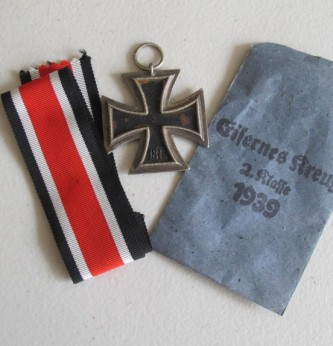 Eisernes Kreuz
2. Klasse
1939